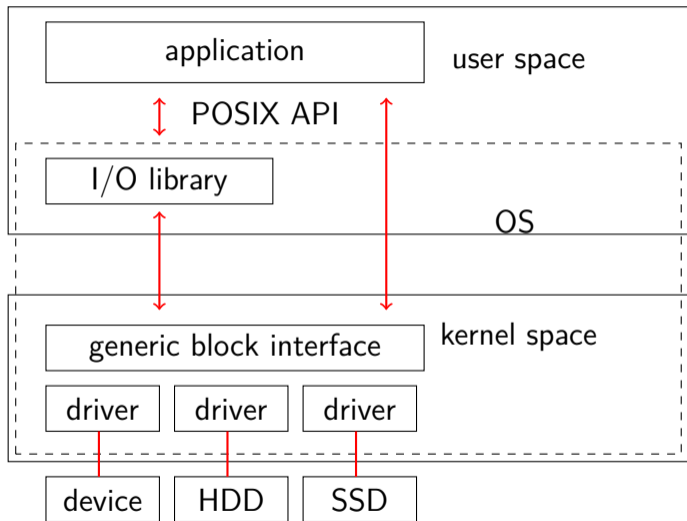 application
user space
POSIX API
I/O library
OS
generic block interface
kernel space
driver
driver
driver
device
HDD
SSD